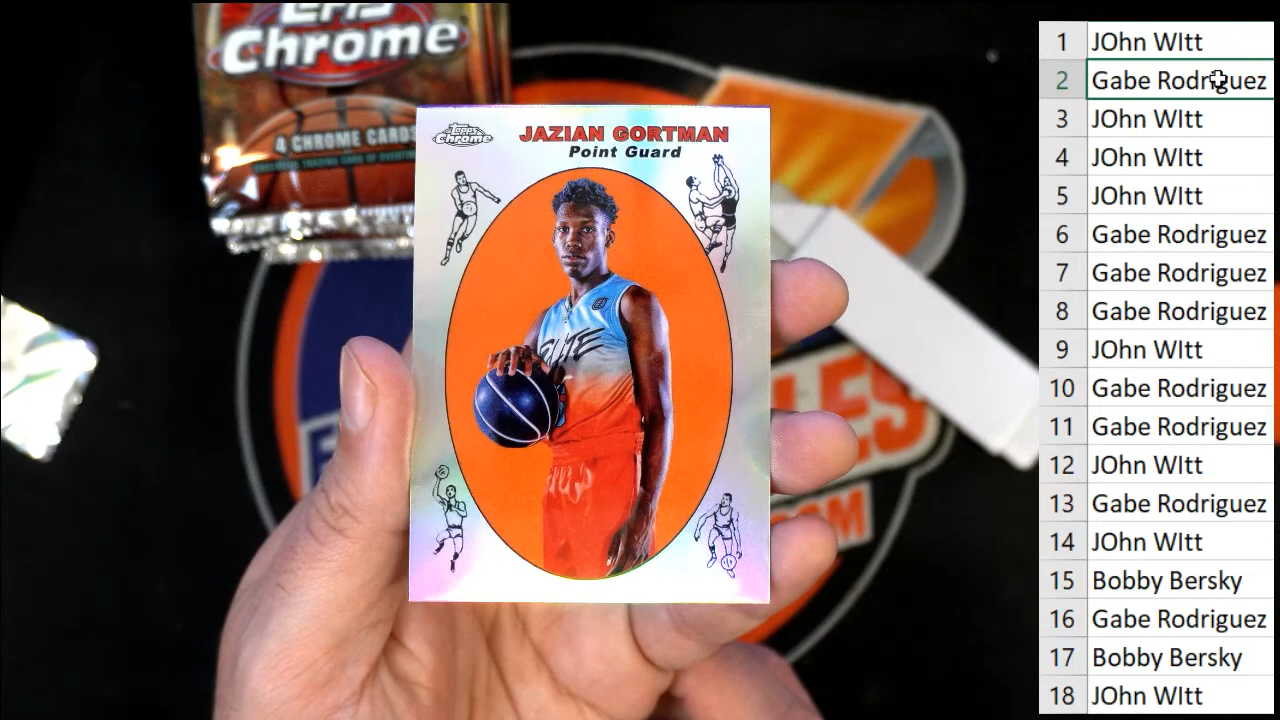 Topps
Chrome
4 CHROME CARDS
Topps
Chrome
JAZIAN GORTMAN
Point Guard
ELITE
1 JOhn WItt
2 Gabe Rodriguez
3 JOhn WItt
4 JOhn WItt
5 JOhn WItt
6 Gabe Rodriguez
7 Gabe Rodriguez
8 Gabe Rodriguez
9 JOhn WItt
10 Gabe Rodriguez
11 Gabe Rodriguez
12 JOhn WItt
13 Gabe Rodriguez
14 JOhn WItt
15 Bobby Bersky
16 Gabe Rodriguez
17 Bobby Bersky
18 JOhn WItt